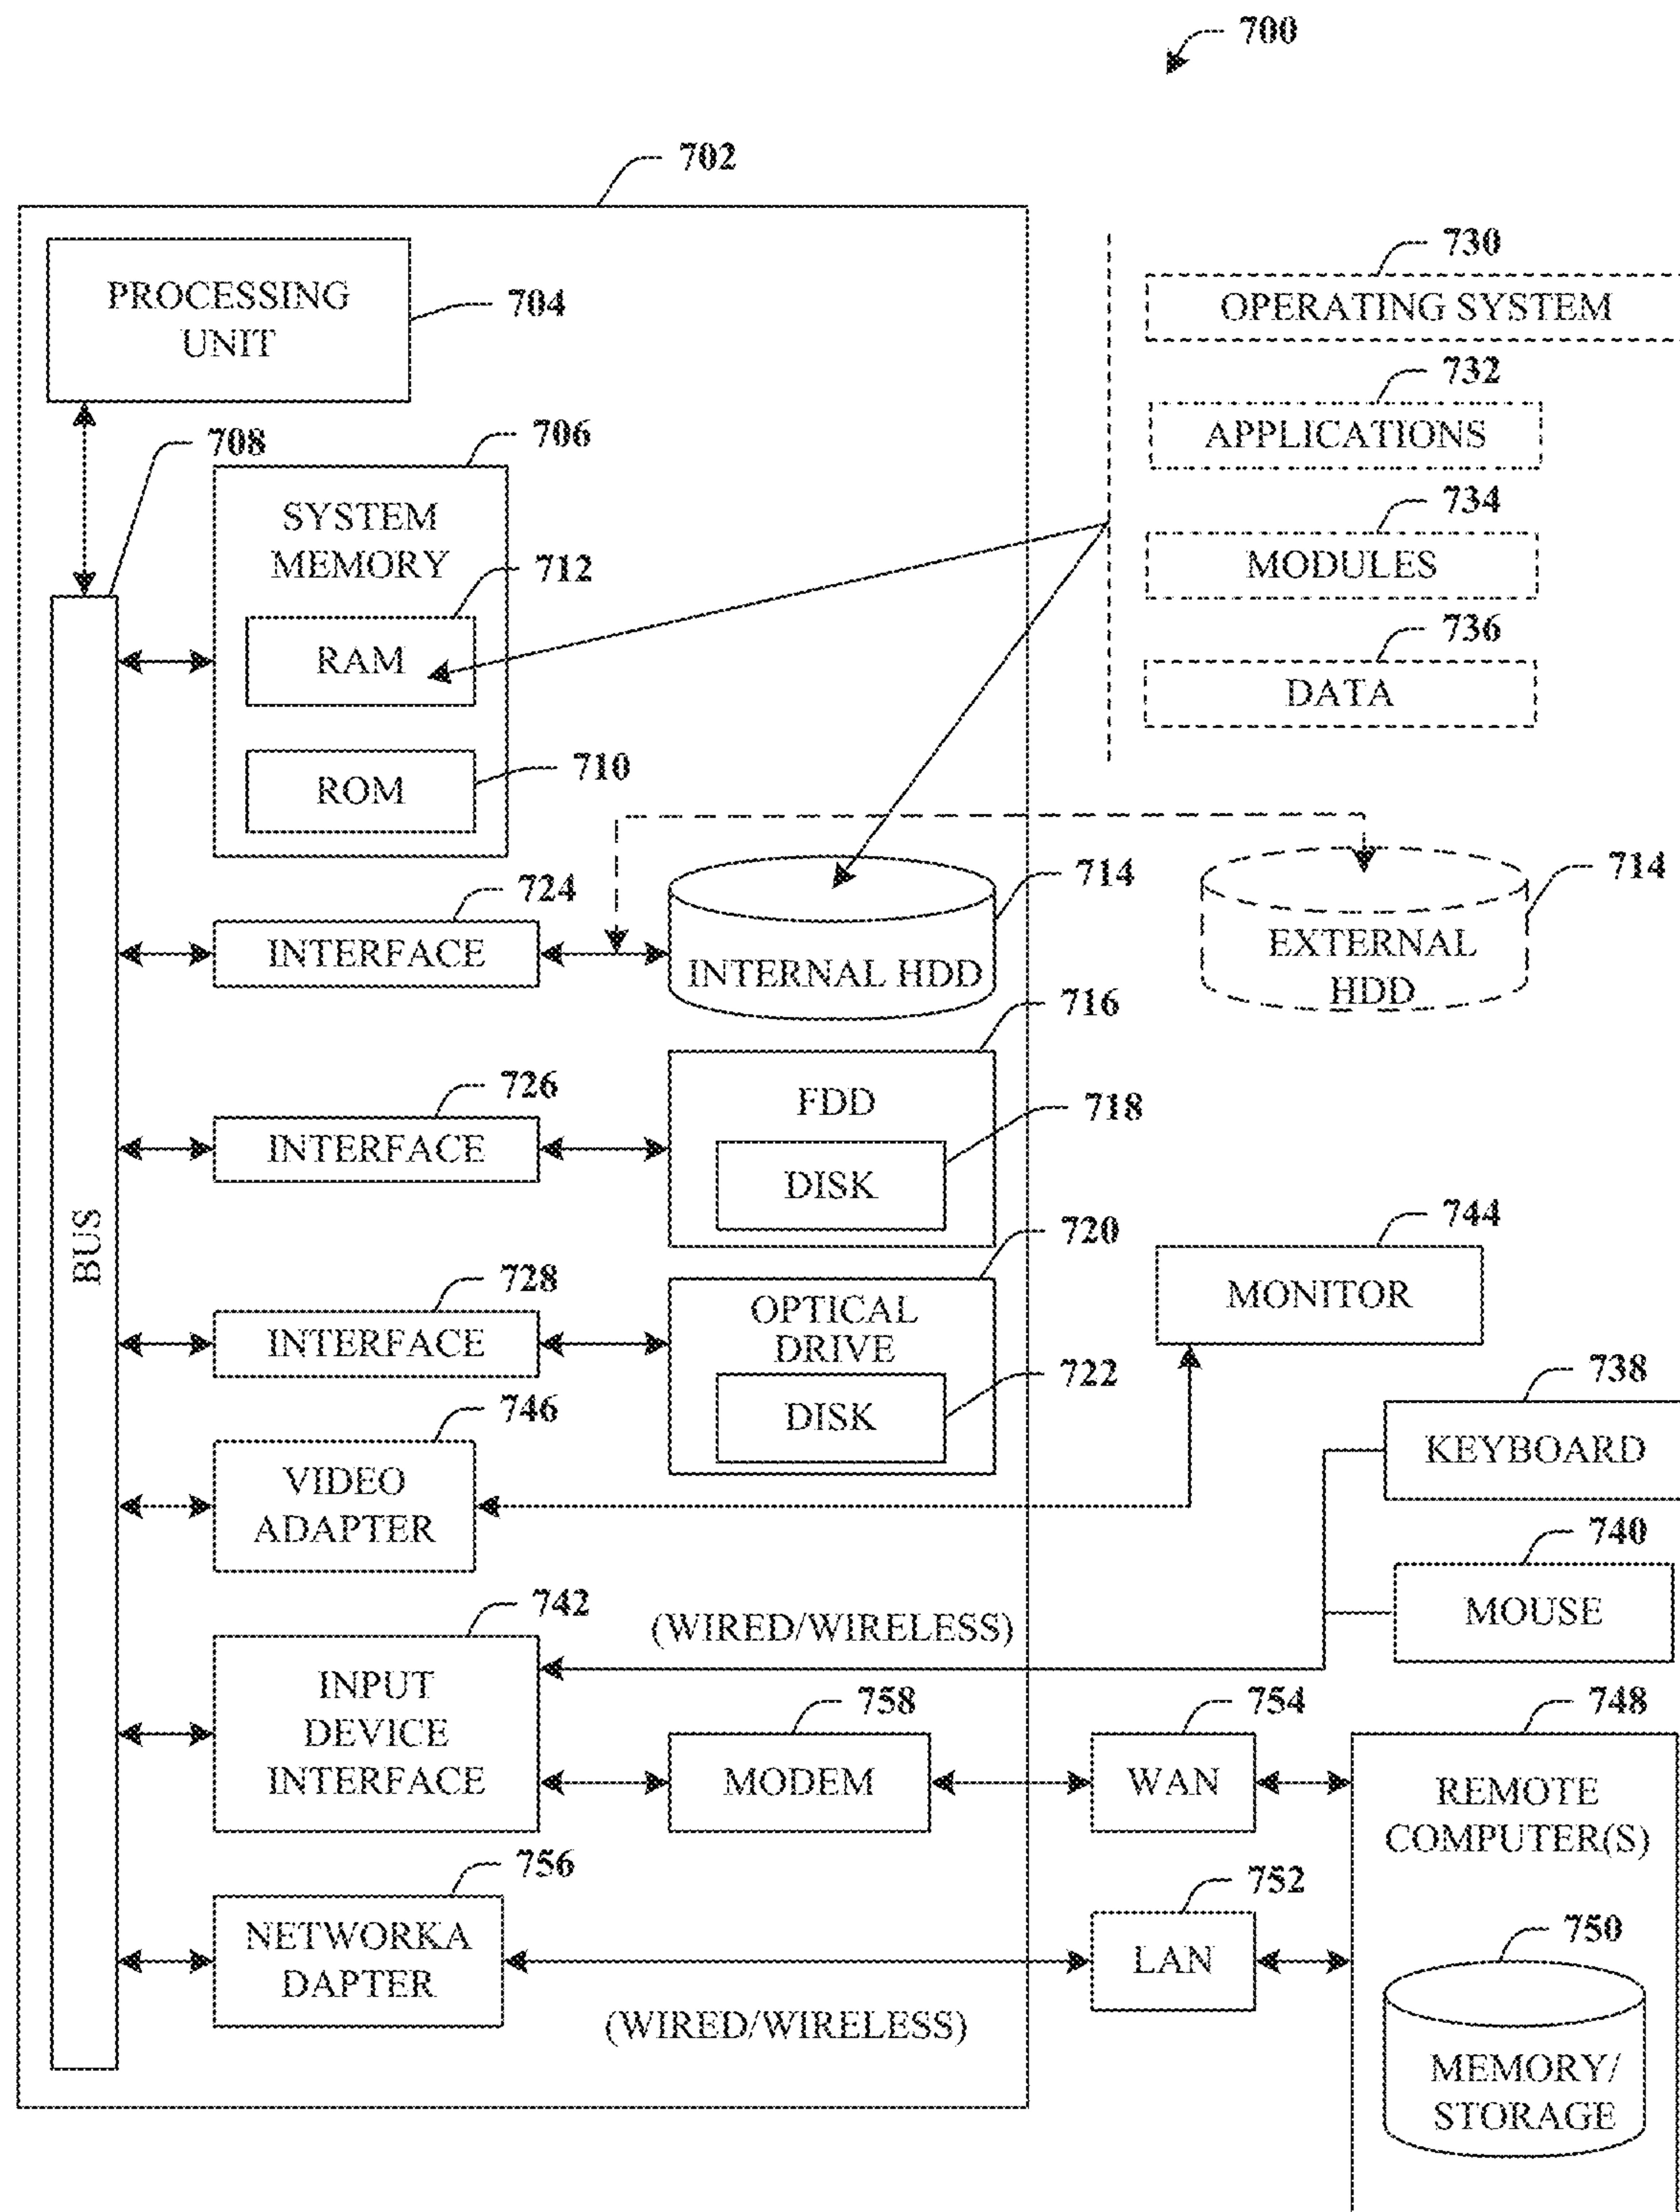 700
702
PROCESSING
UNIT
704
730
OPERATING SYSTEM
732
APPLICATIONS
734
MODULES
736
DATA
708
706
SYSTEM
MEMORY
712
RAM
710
ROM
BUS
724
INTERFACE
714
INTERNAL HDD
714
EXTERNAL
HDD
726
INTERFACE
716
FDD
718
DISK
728
INTERFACE
720
OPTICAL
DRIVE
722
DISK
744
MONITOR
746
VIDEO
ADAPTER
738
KEYBOARD
740
MOUSE
742
INPUT
DEVICE
INTERFACE
(WIRED/WIRELESS)
758
MODEM
754
WAN
748
REMOTE
COMPUTER(S)
756
NETWORKA
DAPTER
(WIRED/WIRELESS)
752
LAN
750
MEMORY/
STORAGE